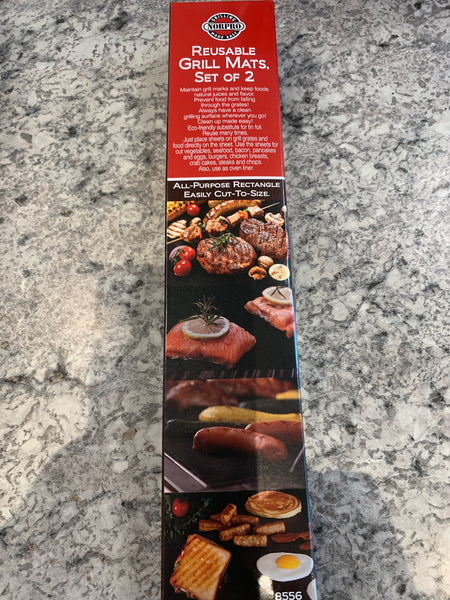 GRILLING
NORPRO
MADE EASY
REUSABLE
GRILL MATS,
SET OF 2
Maintain grill marks and keep foods
natural juices and flavor.
Prevent food from falling
through the grates!
Always have a clean
grilling surface wherever you go!
Clean up made easy!
Eco-friendly substitute for tin foil.
Reuse many times.
Just place sheets on grill grates and
food directly on the sheet. Use the sheets for
cut vegetables, seafood, bacon, pancakes
and eggs, burgers, chicken breasts,
crab cakes, steaks and chops.
Also, use as oven liner.
ALL-PURPOSE RECTANGLE
EASILY CUT-TO-SIZE.
8556